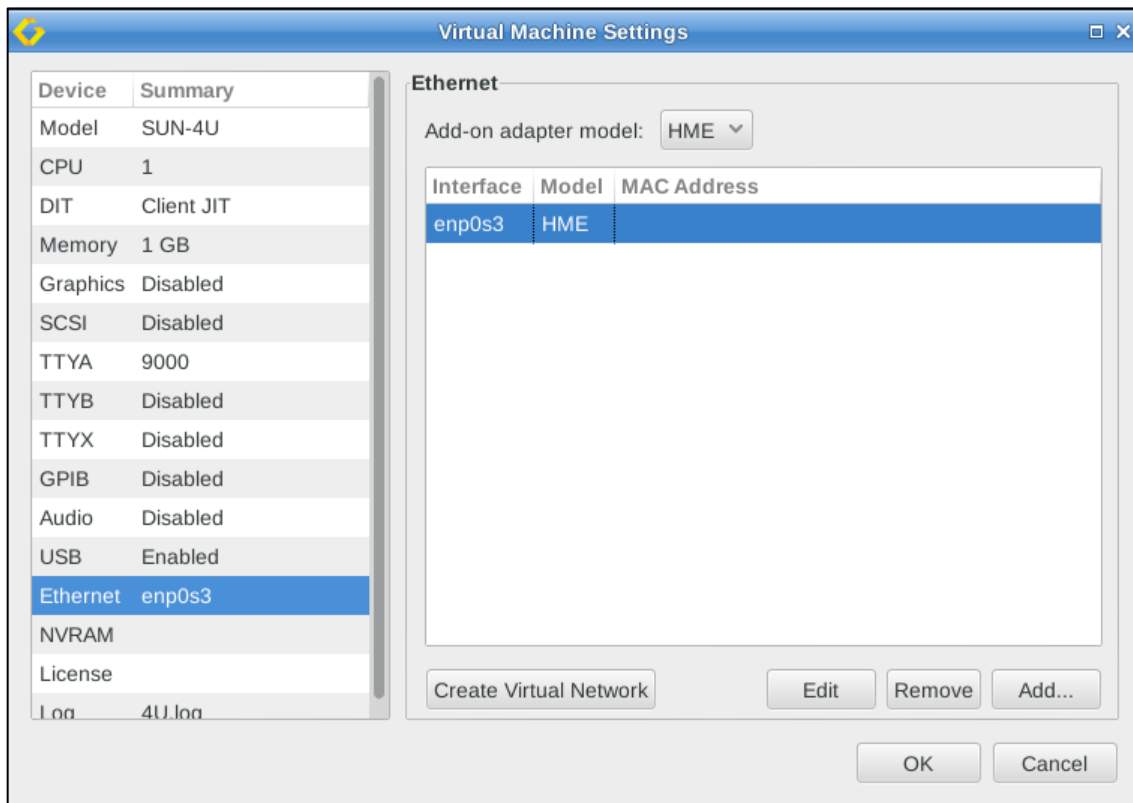 Virtual Machine Settings
Device Summary
Model SUN-4U
CPU 1
DIT Client JIT
Memory 1 GB
Graphics Disabled
SCSI Disabled
TTYA 9000
TTYB Disabled
TTYX Disabled
GPIB Disabled
Audio Disabled
USB Enabled
Ethernet enp0s3
NVRAM
License
Log 4U.log
Ethernet
Add-on adapter model: HME
Interface Model MAC Address
enp0s3 HME
Create Virtual Network Edit Remove Add...
OK Cancel